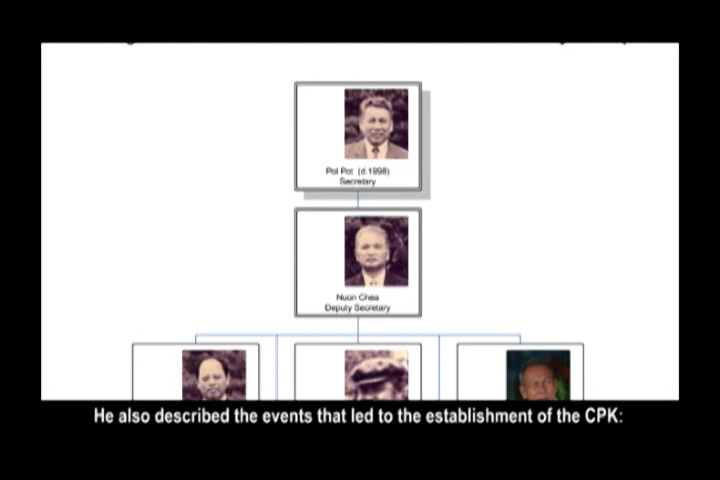 Pol Pot (d.1998)
Secretary
Nuon Chea
Deputy Secretary
He also described the events that led to the establishment of the CPK: